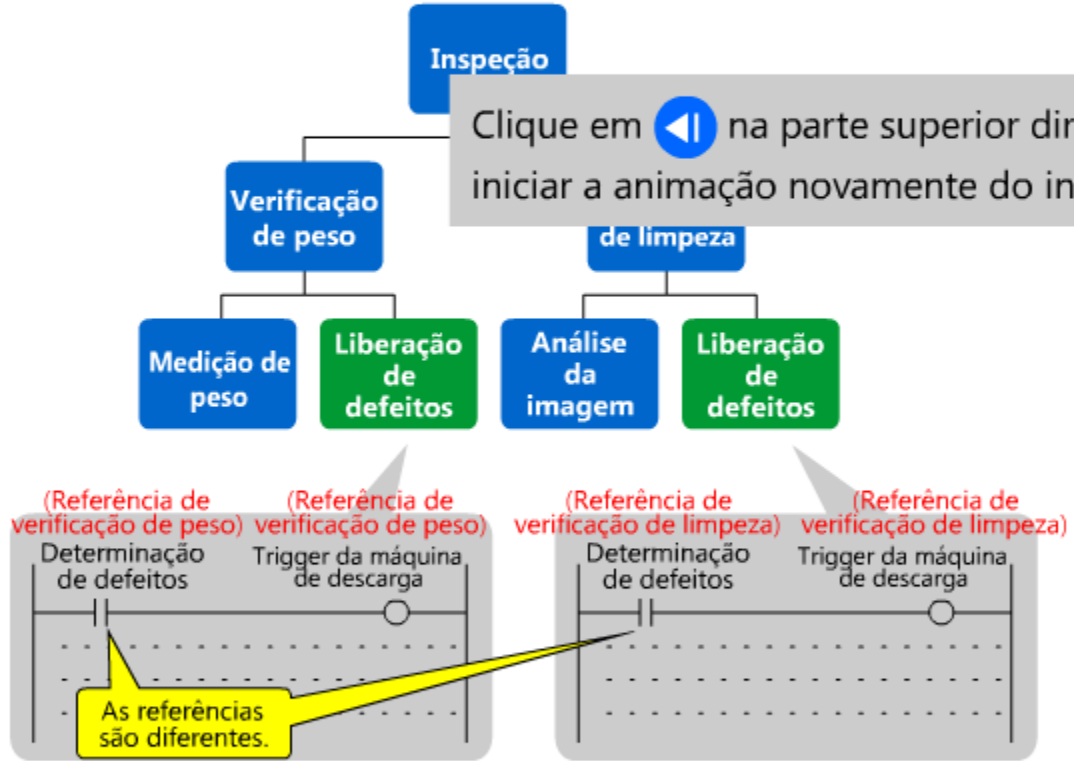 Inspeção
Clique em na parte superior dir
iniciar a animação novamente do in
Verificação
de peso
de limpeza
Medição de
peso
Liberação
de
defeitos
Análise
da
imagem
Liberação
de
defeitos
(Referência de
verificação de peso)
(Referência de
verificação de peso)
(Referência de
verificação de limpeza)
(Referência de
verificação de limpeza)
Determinação
de defeitos
Trigger da máquina
de descarga
Determinação
de defeitos
Trigger da máquina
de descarga
As referências
são diferentes.